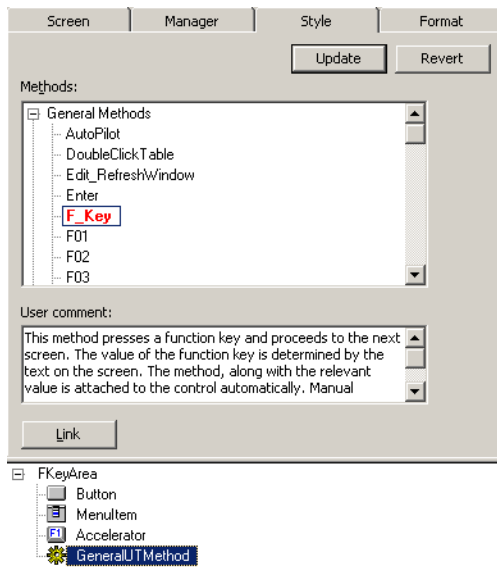 Screen Manager Style Format
Update Revert
Methods:
General Methods
AutoPilot
DoubleClickTable
Edit_RefreshWindow
Enter
F_Key
F01
F02
F03
User comment:
This method presses a function key and proceeds to the next
screen. The value of the function key is determined by the
text on the screen. The method, along with the relevant
value is attached to the control automatically. Manual
Link
FKeyArea
Button
MenuItem
F1 Accelerator
GeneralUTMethod